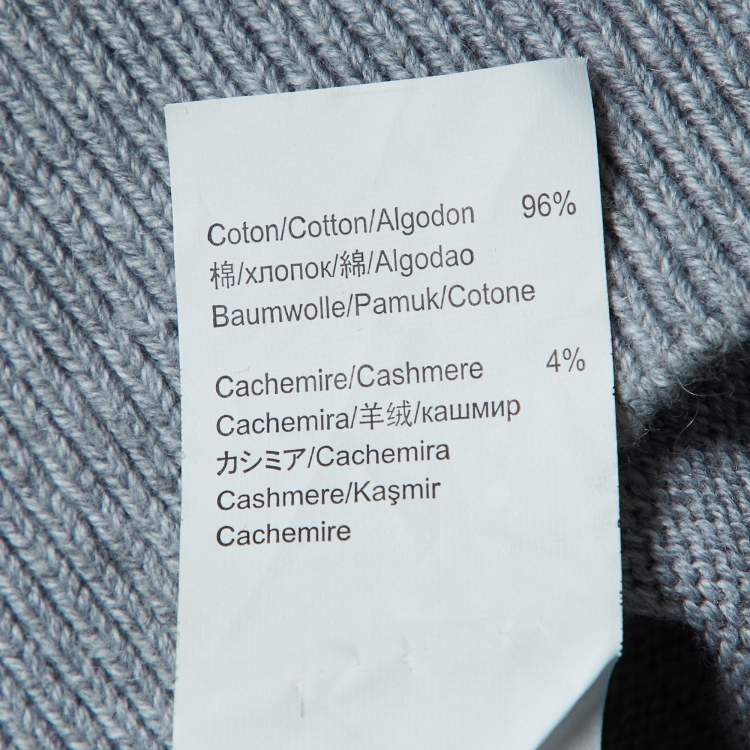 Coton/Cotton/Algodon 96%
棉/хлопок/綿/Algodao
Baumwolle/Pamuk/Cotone
Cachemire/Cashmere 4%
Cachemira/羊绒/кашмир
カシミア/Cachemira
Cashmere/Kaşmir
Cachemire